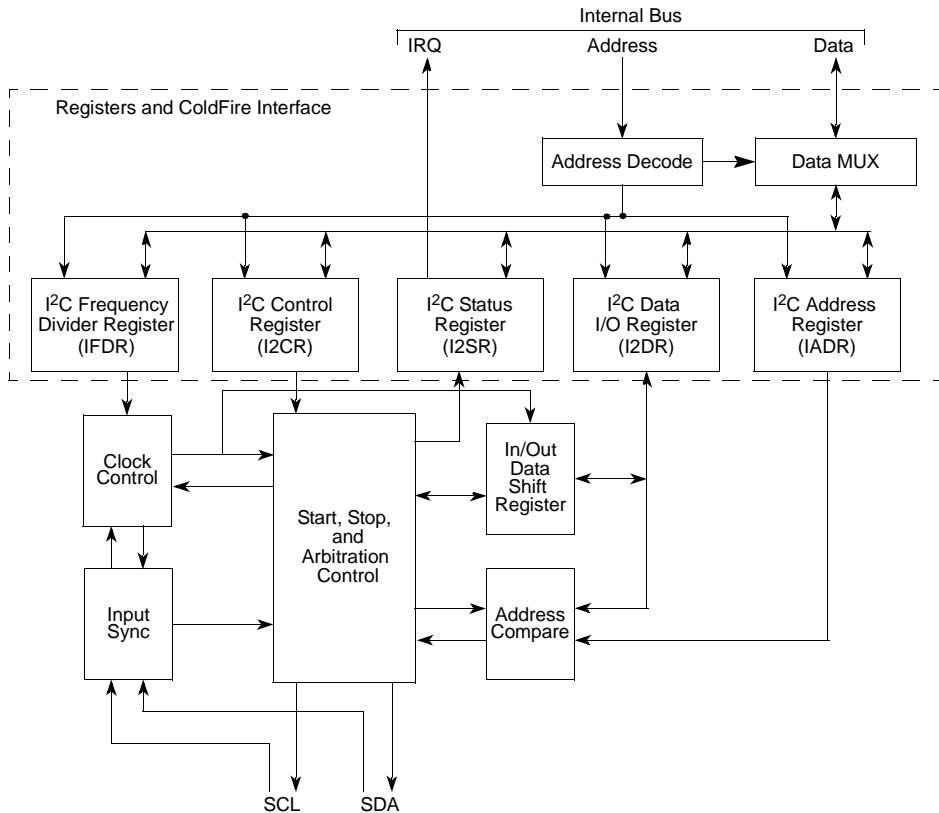 Internal Bus
IRQ
Address
Data
Registers and ColdFire Interface
Address Decode
Data MUX
I²C Frequency
Divider Register
(IFDR)
I²C Control
Register
(I2CR)
I²C Status
Register
(I2SR)
I²C Data
I/O Register
(I2DR)
I²C Address
Register
(IADR)
Clock
Control
In/Out
Data
Shift
Register
Start, Stop,
and
Arbitration
Control
Input
Sync
Address
Compare
SCL
SDA